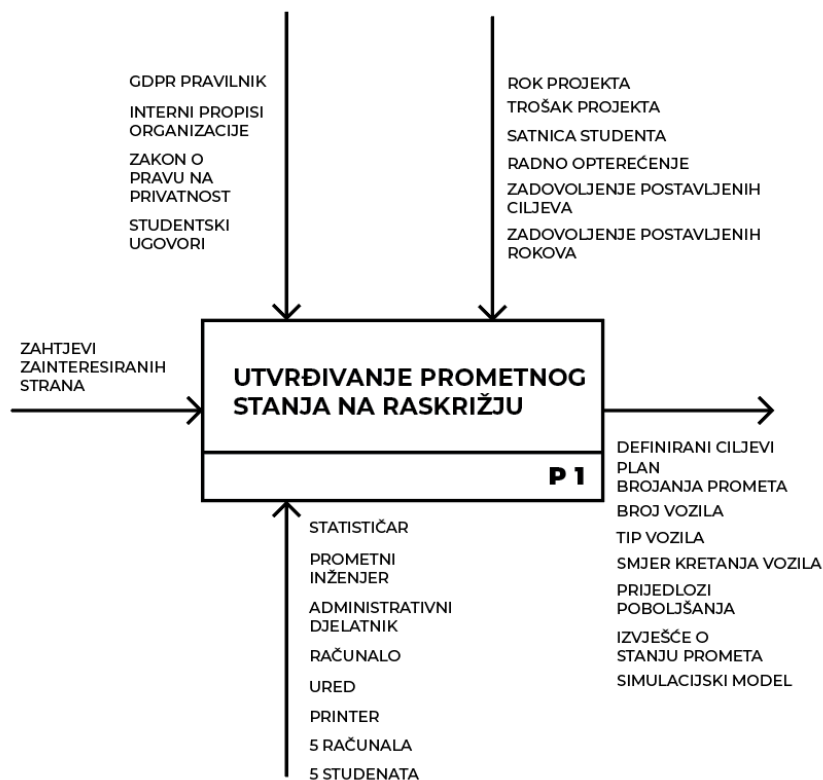 GDPR PRAVILNIK
INTERNI PROPISI
ORGANIZACIJE
ZAKON O
PRAVU NA
PRIVATNOST
STUDENTSKI
UGOVORI
ROK PROJEKTA
TROŠAK PROJEKTA
SATNICA STUDENTA
RADNO OPTEREĆENJE
ZADOVOLJENJE POSTAVLJENIH
CILJEVA
ZADOVOLJENJE POSTAVLJENIH
ROKOVA
ZAHTJEVI
ZAINTERESIRANIH
STRANA
UTVRĐIVANJE PROMETNOG
STANJA NA RASKRIŽJU
P 1
DEFINIRANI CILJEVI
PLAN
BROJANJA PROMETA
BROJ VOZILA
TIP VOZILA
SMJER KRETANJA VOZILA
PRIJEDLOZI
POBOLJŠANJA
IZVJEŠĆE O
STANJU PROMETA
SIMULACIJSKI MODEL
STATISTIČAR
PROMETNI
INŽENJER
ADMINISTRATIVNI
DJELATNIK
RAČUNALO
URED
PRINTER
5 RAČUNALA
5 STUDENATA